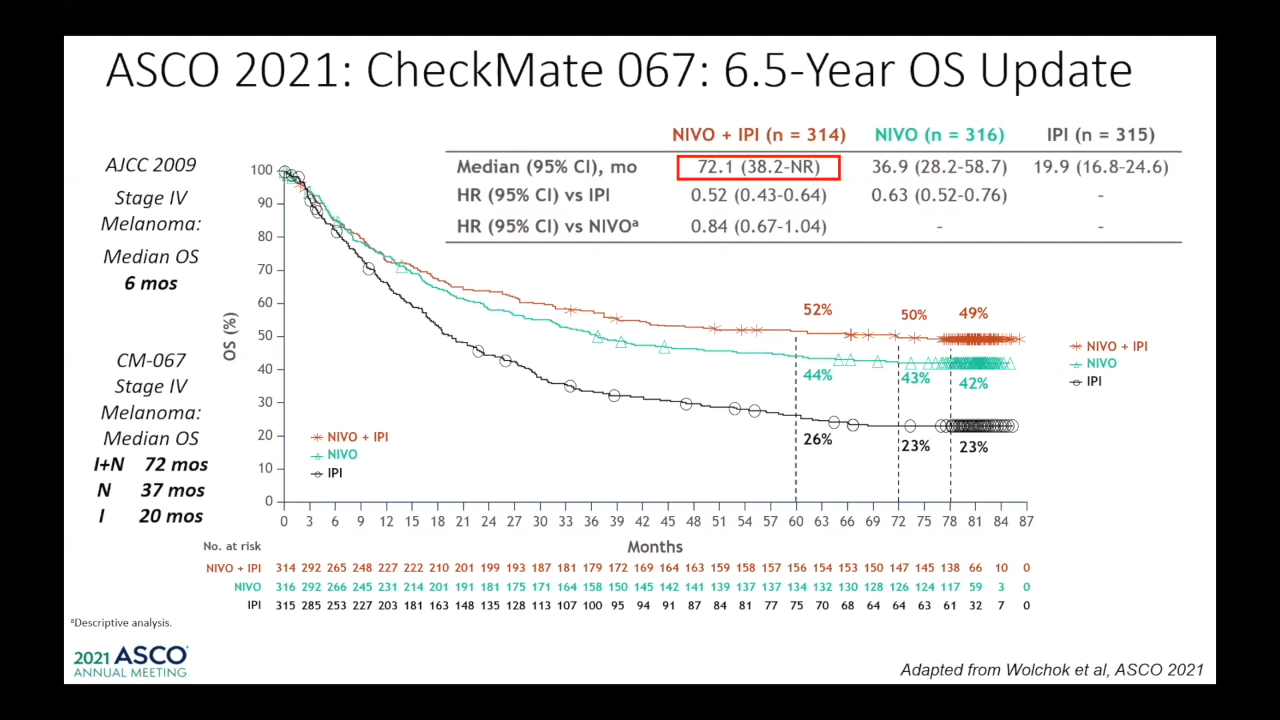 ASCO 2021: CheckMate 067: 6.5-Year OS Update
NIVO + IPI (n = 314) NIVO (n = 316) IPI (n = 315)
Median (95% CI), mo 72.1 (38.2-NR) 36.9 (28.2-58.7) 19.9 (16.8-24.6)
HR (95% CI) vs IPI 0.52 (0.43-0.64) 0.63 (0.52-0.76) -
HR (95% CI) vs NIVOª 0.84 (0.67-1.04) - -
AJCC 2009
Stage IV
Melanoma:
Median OS
6 mos
CM-067
Stage IV
Melanoma:
Median OS
I+N 72 mos
N 37 mos
I 20 mos
OS (%)
100
90
80
70
60
50
40
30
20
10
0
52% 50% 49%
44% 43% 42%
26% 23% 23%
NIVO + IPI
NIVO
IPI
NIVO + IPI
NIVO
IPI
0 3 6 9 12 15 18 21 24 27 30 33 36 39 42 45 48 51 54 57 60 63 66 69 72 75 78 81 84 87
Months
No. at risk
NIVO + IPI 314 292 265 248 227 222 210 201 199 193 187 181 179 172 169 164 163 159 158 157 156 154 153 150 147 145 138 66 10 0
NIVO 316 292 266 245 231 214 201 191 181 175 171 164 158 150 145 142 141 139 137 137 134 132 130 128 126 124 117 59 3 0
IPI 315 285 253 227 203 181 163 148 135 128 113 107 100 95 94 91 87 84 81 77 75 70 68 64 64 63 61 32 7 0
ªDescriptive analysis.
2021 ASCO
ANNUAL MEETING
Adapted from Wolchok et al, ASCO 2021